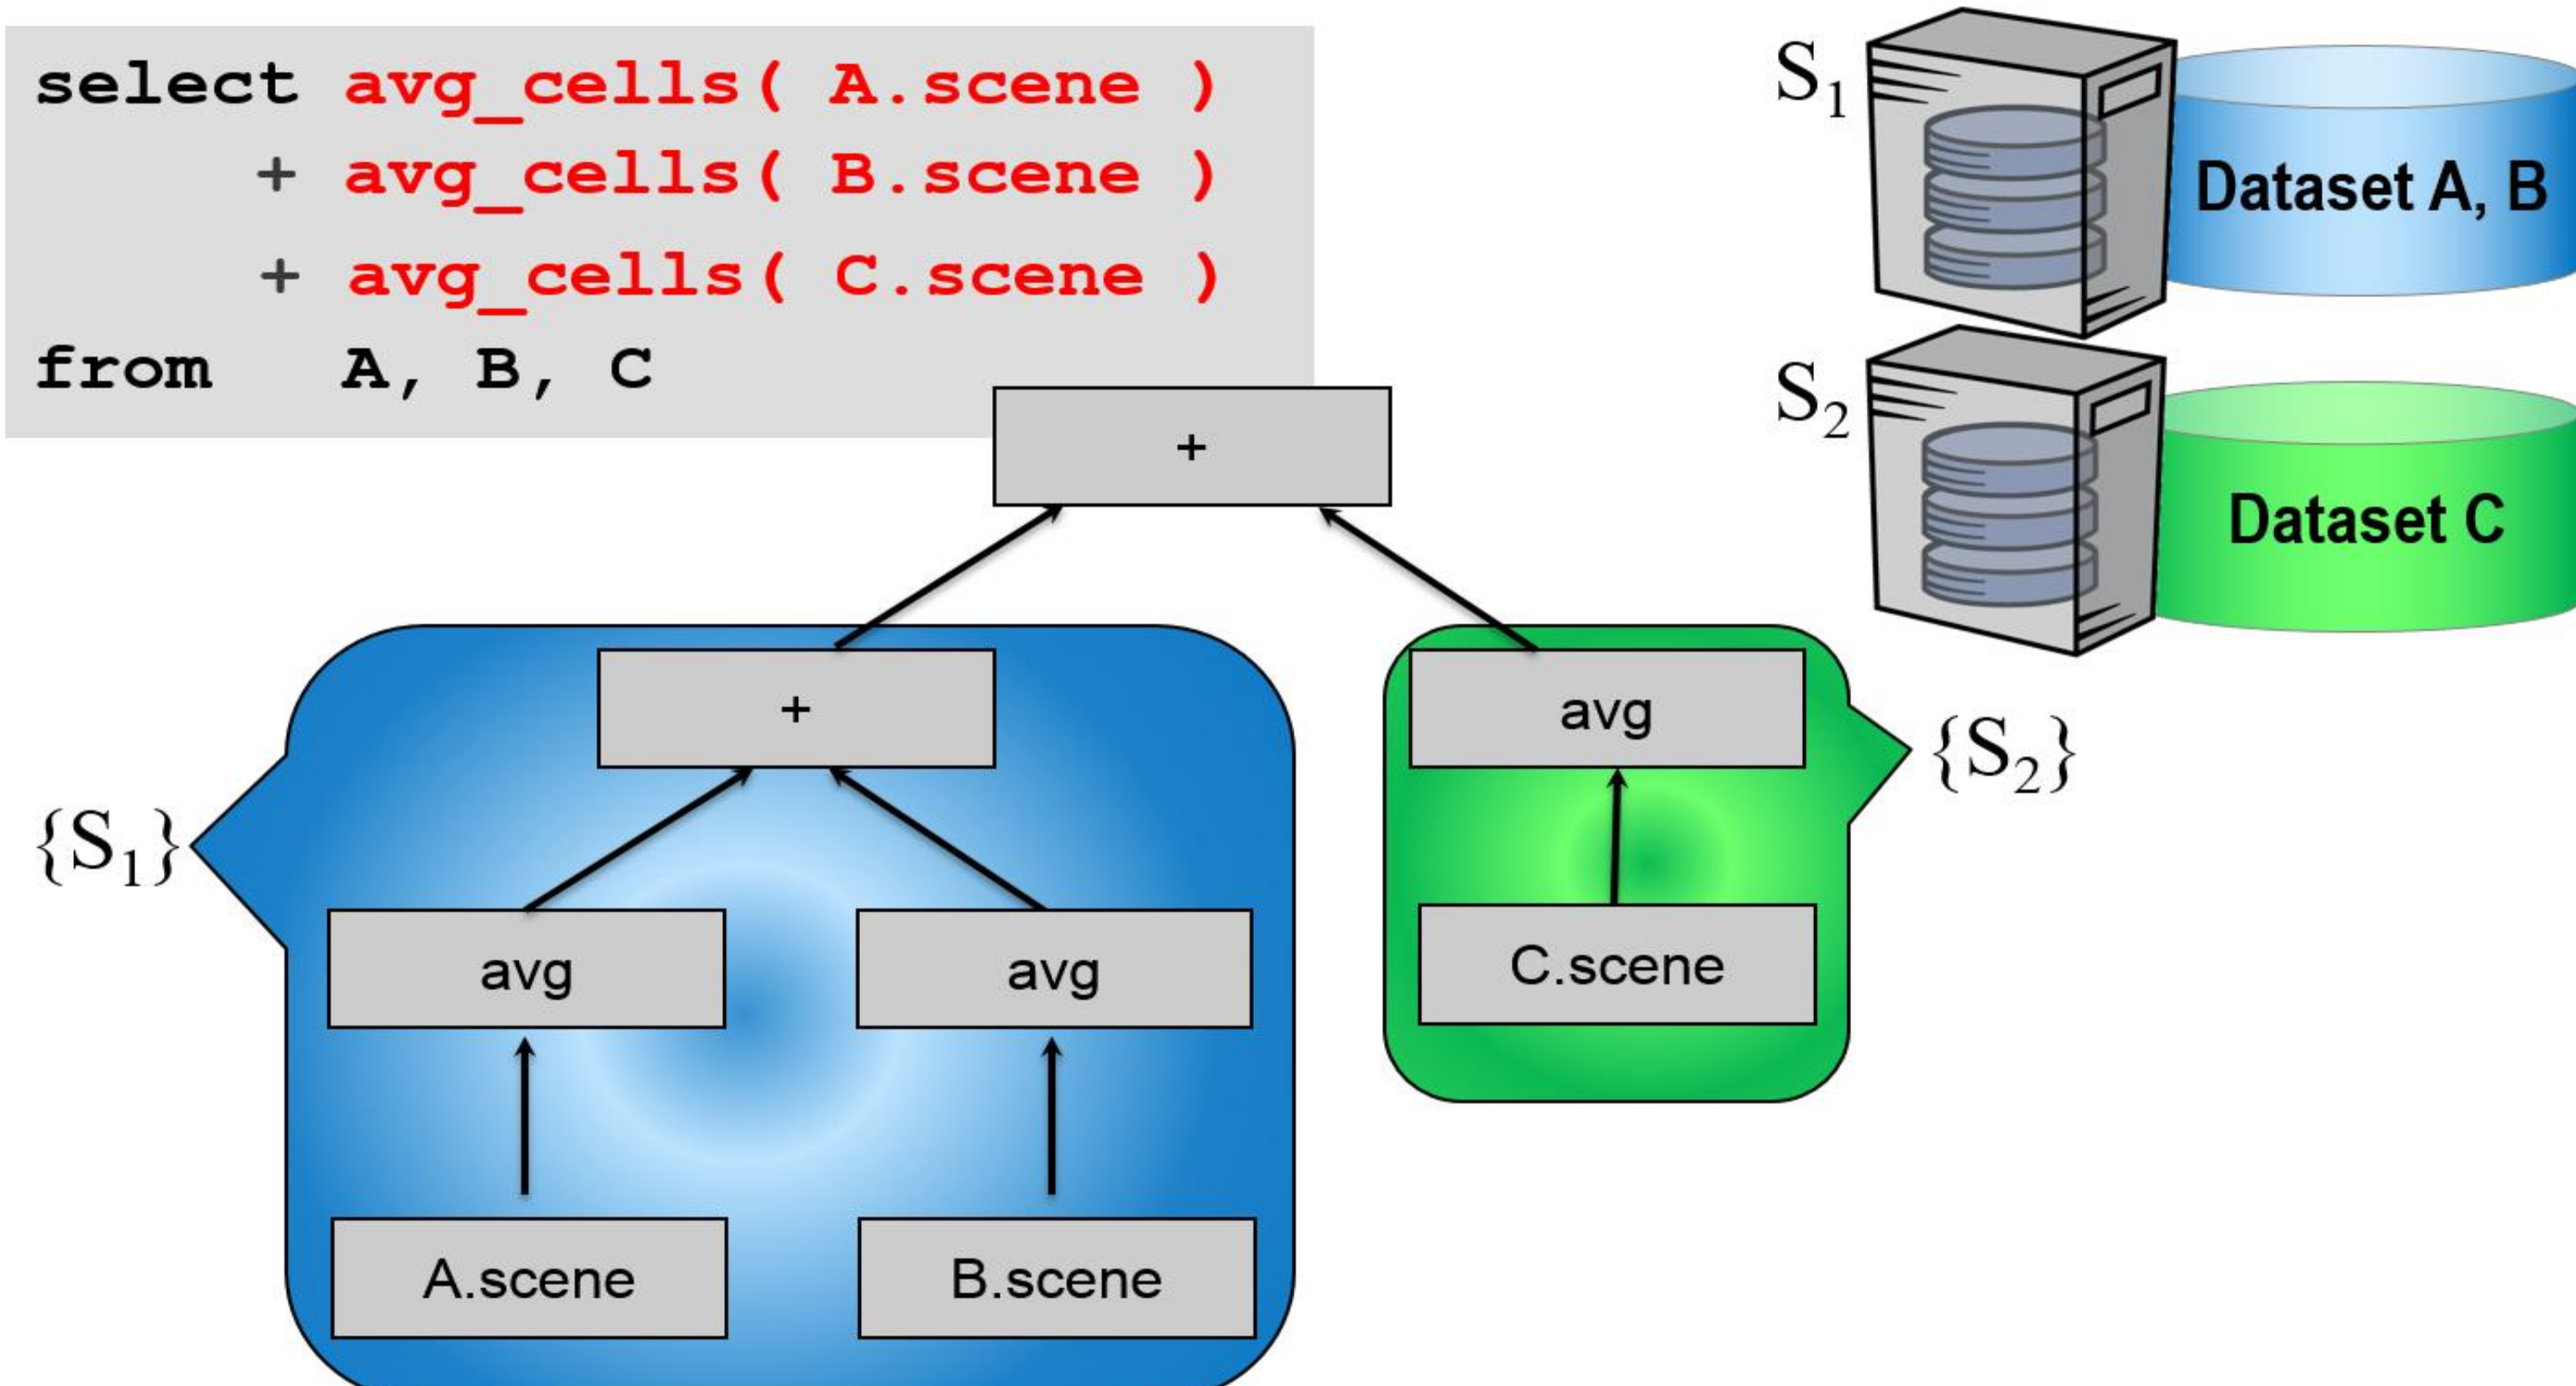 select avg_cells( A.scene )
+ avg_cells( B.scene )
+ avg_cells( C.scene )
from A, B, C
S1
Dataset A, B
S2
Dataset C
+
+
avg
{S2}
{S1}
avg
avg
C.scene
A.scene
B.scene